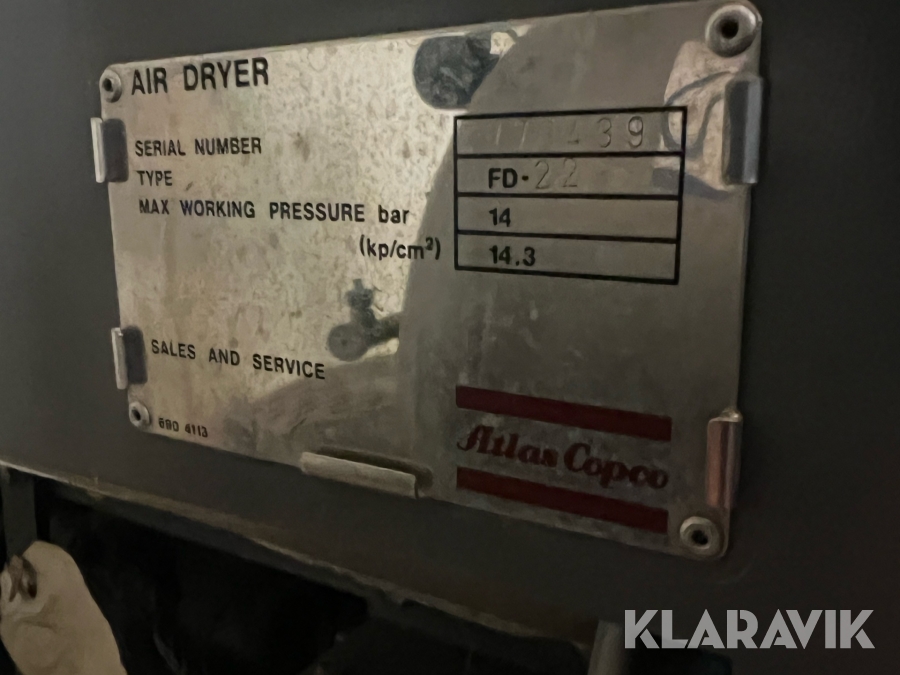 AIR DRYER
SERIAL NUMBER
TYPE FD-22
MAX WORKING PRESSURE bar 14
(kp/cm²) 14.3
SALES AND SERVICE
690 4113
Atlas Copco
KLARAVIK